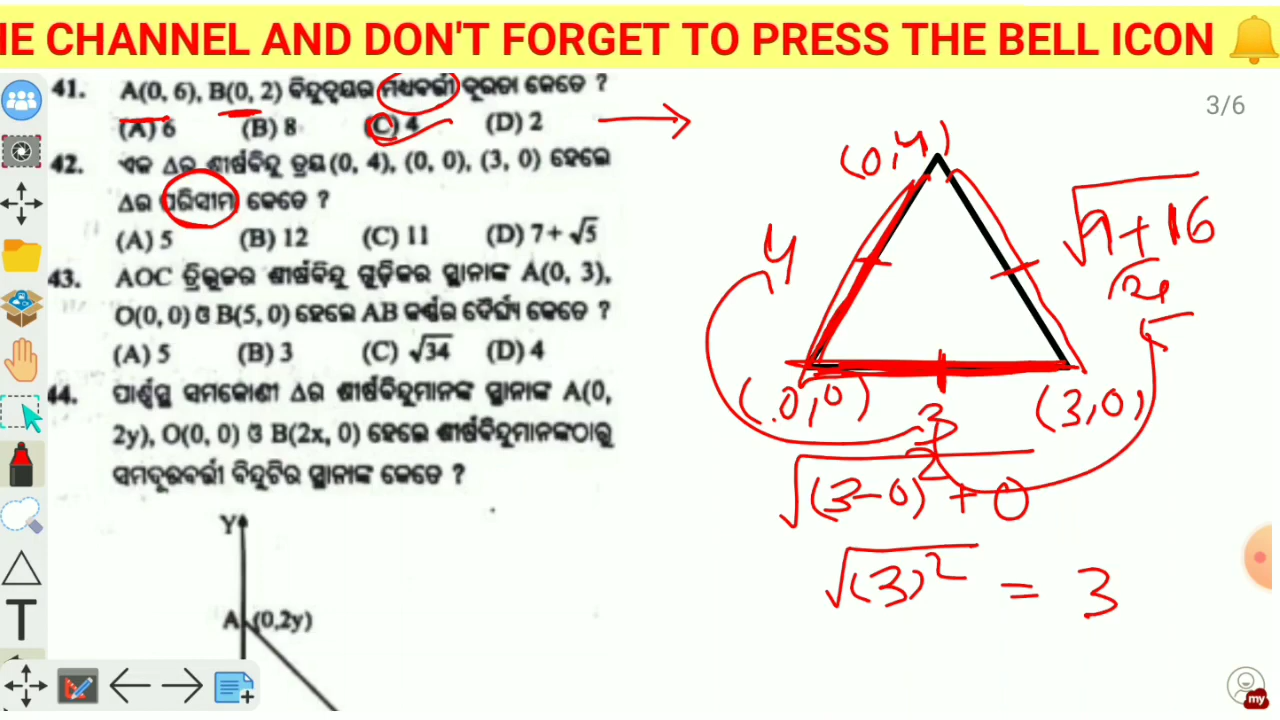 HE CHANNEL AND DON'T FORGET TO PRESS THE BELL ICON
3/6
41. A(0, 6), B(0, 2) ବିନ୍ଦୁଦ୍ୱୟର ମଧ୍ୟବର୍ତ୍ତୀ ଦୂରତା କେତେ ?
(A) 6 (B) 8 (C) 4 (D) 2
42. ଏକ Δର ଶୀର୍ଷବିନ୍ଦୁ ତ୍ରୟ (0, 4), (0, 0), (3, 0) ହେଲେ
Δର ପରିସୀମା କେତେ ?
(A) 5 (B) 12 (C) 11 (D) 7 + √5
43. AOC ତ୍ରିଭୁଜର ଶୀର୍ଷବିନ୍ଦୁ ଗୁଡ଼ିକର ସ୍ଥାନାଙ୍କ A(0, 3),
O(0, 0) ଓ B(5, 0) ହେଲେ AB କର୍ଣ୍ଣର ଦୈର୍ଘ୍ୟ କେତେ ?
(A) 5 (B) 3 (C) √34 (D) 4
44. ପାର୍ଶ୍ୱସ୍ଥ ସମକୋଣୀ Δର ଶୀର୍ଷବିନ୍ଦୁମାନଙ୍କ ସ୍ଥାନାଙ୍କ A(0,
2y), O(0, 0) ଓ B(2x, 0) ହେଲେ ଶୀର୍ଷବିନ୍ଦୁମାନଙ୍କଠାରୁ
ସମଦୂରବର୍ତ୍ତୀ ବିନ୍ଦୁଟିର ସ୍ଥାନାଙ୍କ କେତେ ?
Y
A (0,2y)
(0,4)
4
√9+16
(0,0) 3 (3,0)
√(3-0)² + 0
√(3)² = 3
T
my